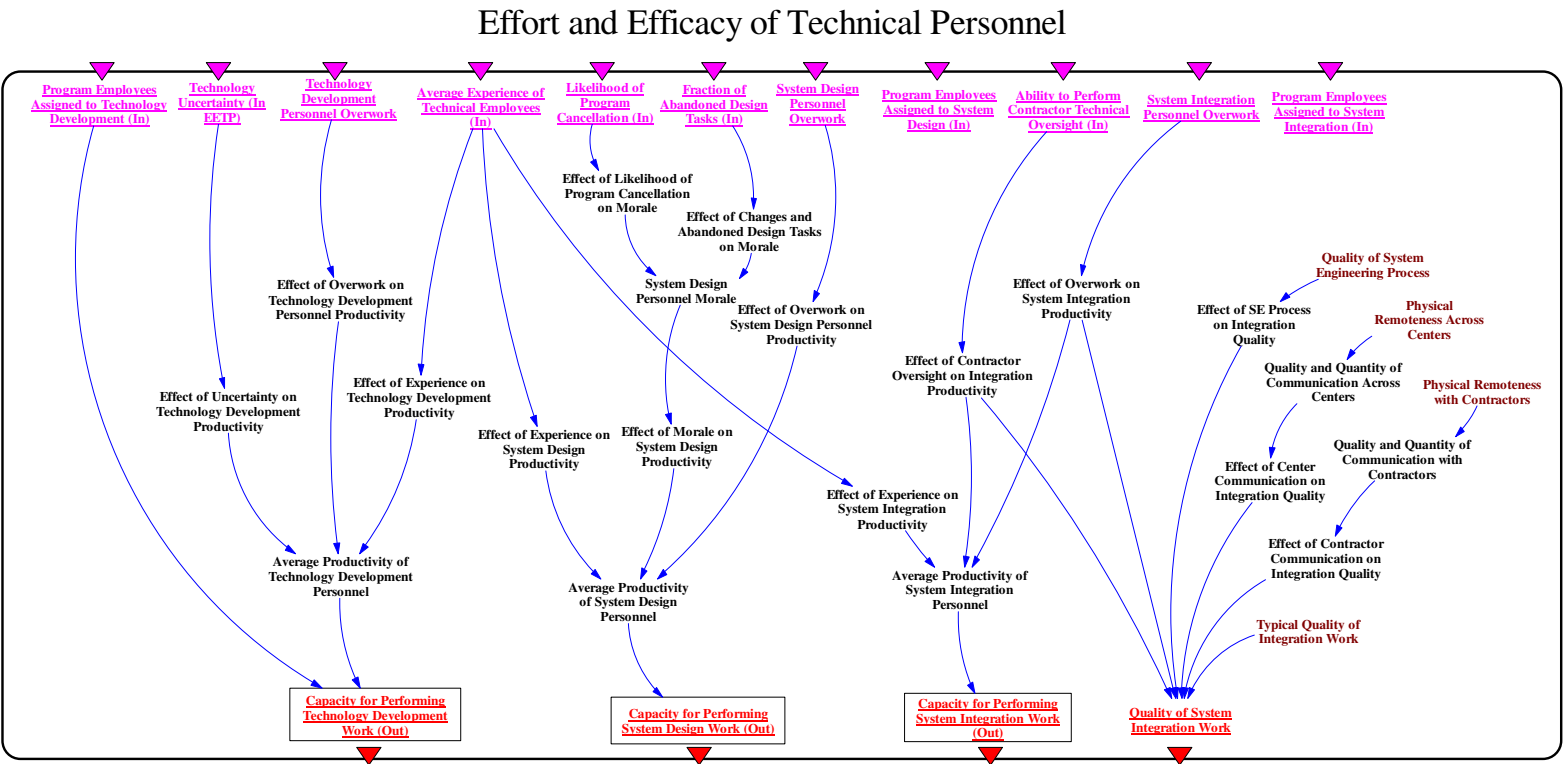 Effort and Efficacy of Technical Personnel
Program Employees
Assigned to Technology
Development (In)
Technology
Uncertainty (In
EETP)
Technology
Development
Personnel Overwork
Average Experience of
Technical Employees
(In)
Likelihood of
Program
Cancellation (In)
Fraction of
Abandoned Design
Tasks (In)
System Design
Personnel
Overwork
Program Employees
Assigned to System
Design (In)
Ability to Perform
Contractor Technical
Oversight (In)
System Integration
Personnel Overwork
Program Employees
Assigned to System
Integration (In)
Effect of Likelihood of
Program Cancellation
on Morale
Effect of Changes and
Abandoned Design Tasks
on Morale
Effect of Overwork on
Technology Development
Personnel Productivity
System Design
Personnel Morale
Effect of Overwork on
System Design Personnel
Productivity
Effect of Overwork on
System Integration
Productivity
Quality of System
Engineering Process
Effect of SE Process
on Integration
Quality
Physical
Remoteness Across
Centers
Effect of Contractor
Oversight on Integration
Productivity
Quality and Quantity of
Communication Across
Centers
Physical Remoteness
with Contractors
Effect of Uncertainty on
Technology Development
Productivity
Effect of Experience on
Technology Development
Productivity
Effect of Experience on
System Design
Productivity
Effect of Morale on
System Design
Productivity
Quality and Quantity of
Communication with
Contractors
Effect of Center
Communication on
Integration Quality
Effect of Experience on
System Integration
Productivity
Effect of Contractor
Communication on
Integration Quality
Average Productivity of
Technology Development
Personnel
Average Productivity
of System Design
Personnel
Average Productivity of
System Integration
Personnel
Typical Quality of
Integration Work
Capacity for Performing
Technology Development
Work (Out)
Capacity for Performing
System Design Work (Out)
Capacity for Performing
System Integration Work
(Out)
Quality of System
Integration Work